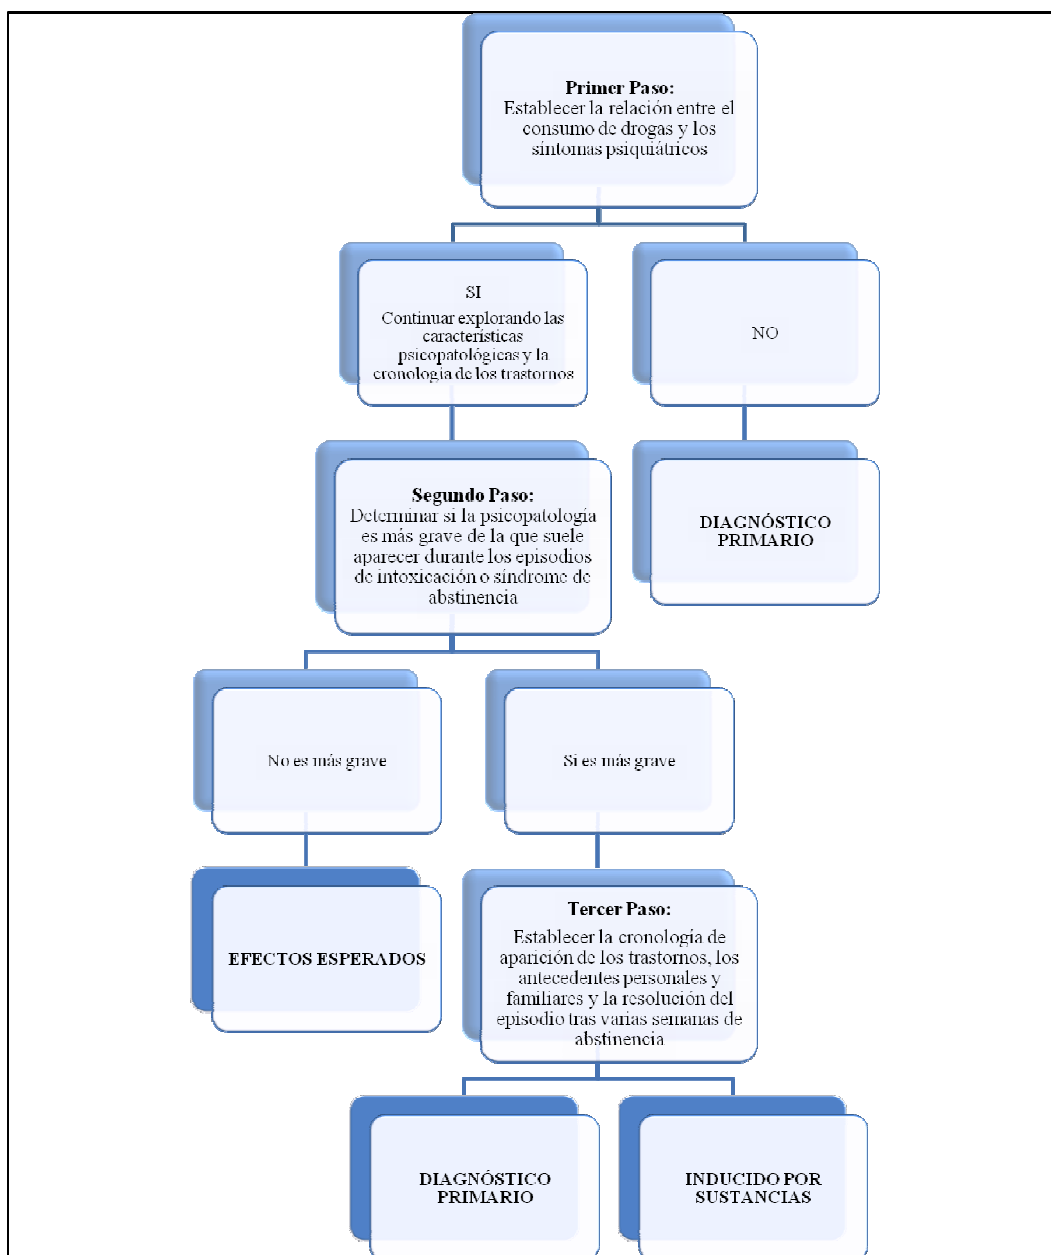 Primer Paso:
Establecer la relación entre el
consumo de drogas y los
síntomas psiquiátricos
SI
Continuar explorando las
características
psicopatológicas y la
cronología de los trastornos
NO
Segundo Paso:
Determinar si la psicopatología
es más grave de la que suele
aparecer durante los episodios
de intoxicación o síndrome de
abstinencia
DIAGNÓSTICO
PRIMARIO
No es más grave
Si es más grave
EFECTOS ESPERADOS
Tercer Paso:
Establecer la cronología de
aparición de los trastornos, los
antecedentes personales y
familiares y la resolución del
episodio tras varias semanas de
abstinencia
DIAGNÓSTICO
PRIMARIO
INDUCIDO POR
SUSTANCIAS